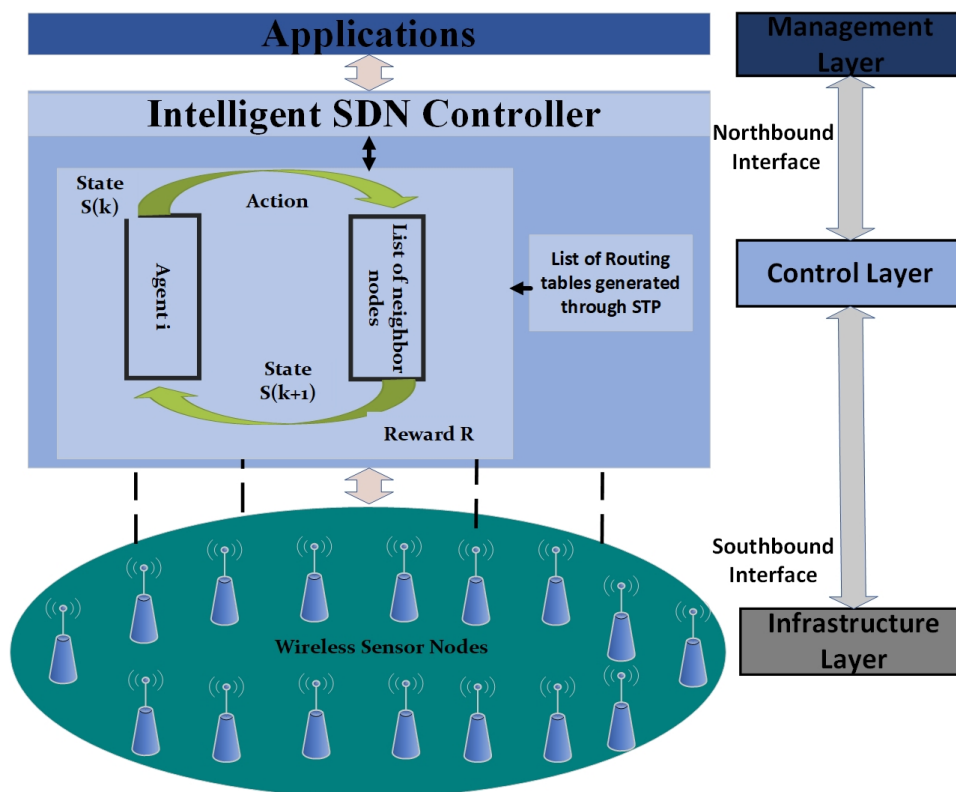 Applications
Intelligent SDN Controller
State
S(k)
Action
Agent i
List of neighbor
nodes
State
S(k+1)
Reward R
List of Routing
tables generated
through STP
Wireless Sensor Nodes
Management
Layer
Northbound
Interface
Control Layer
Southbound
Interface
Infrastructure
Layer